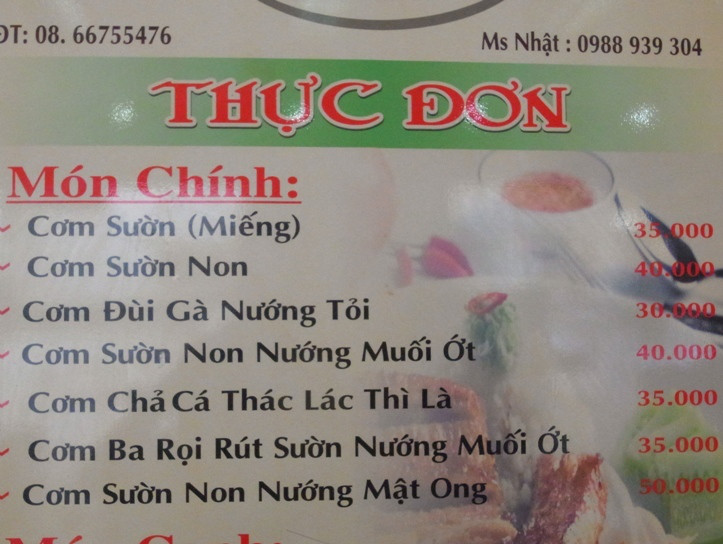 ĐT: 08. 66755476
Ms Nhật : 0988 939 304
THỰC ĐƠN
Món Chính:
Cơm Sườn (Miếng) 35.000
Cơm Sườn Non 40.000
Cơm Đùi Gà Nướng Tỏi 30.000
Cơm Sườn Non Nướng Muối Ớt 40.000
Cơm Chả Cá Thác Lác Thì Là 35.000
Cơm Ba Rọi Rút Sườn Nướng Muối Ớt 35.000
Cơm Sườn Non Nướng Mật Ong 50.000
Món Canh: